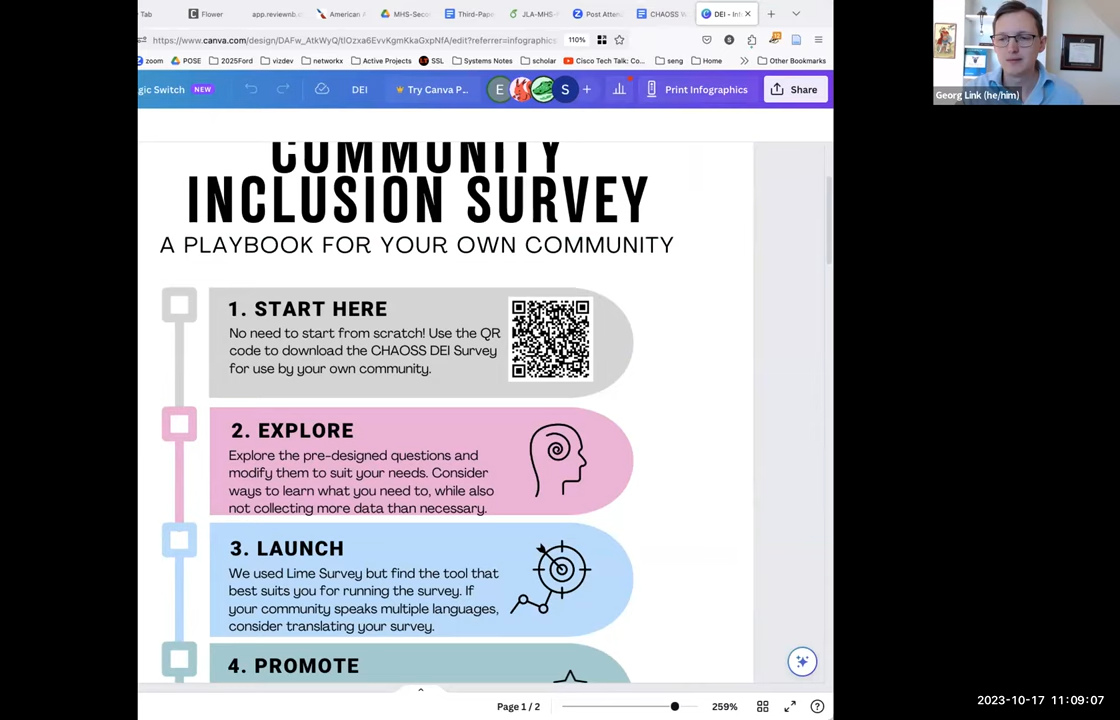 Tab
Flower
app.reviewnb.
American
MHS-Seco
Third-Pape
JLA-MHS-
Post Atten
CHAOSS W
DEI - Inf
https://www.canva.com/design/DAFw_AtkWyQ/tIOzxa6EvvKgmKkaGxpNfA/edit?referrer=infographics
110%
zoom
POSE
2025Ford
vizdev
networkx
Active Projects
SSL
Systems Notes
scholar
Cisco Tech Talk: Co...
seng
Home
Other Bookmarks
gic Switch
NEW
DEI
Try Canva P...
E
S
Print Infographics
Share
COMMUNITY
INCLUSION SURVEY
A PLAYBOOK FOR YOUR OWN COMMUNITY
1. START HERE
No need to start from scratch! Use the QR
code to download the CHAOSS DEI Survey
for use by your own community.
2. EXPLORE
Explore the pre-designed questions and
modify them to suit your needs. Consider
ways to learn what you need to, while also
not collecting more data than necessary.
3. LAUNCH
We used Lime Survey but find the tool that
best suits you for running the survey. If
your community speaks multiple languages,
consider translating your survey.
4. PROMOTE
Page 1 / 2
259%
Georg Link (he/him)
2023-10-17 11:09:07